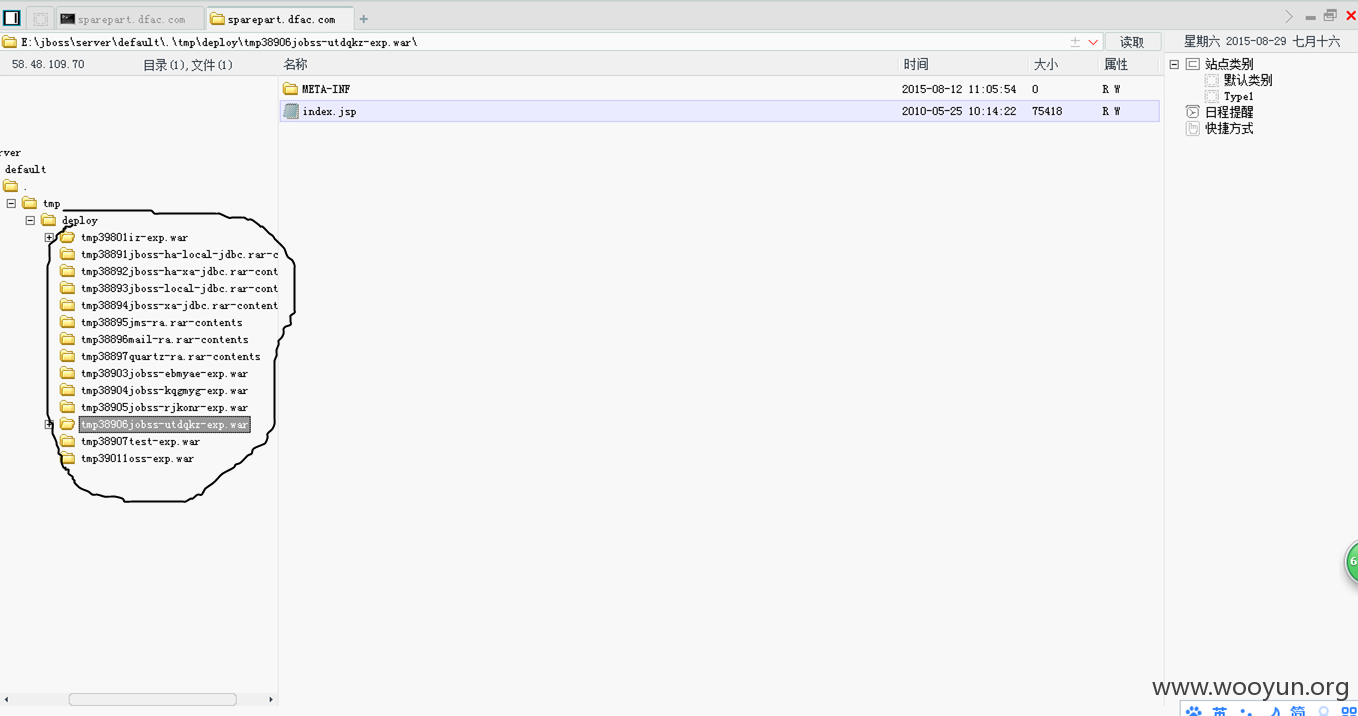 sparepart.dfac.com
sparepart.dfac.com
E:\jboss\server\default\.\tmp\deploy\tmp38906jobss-utdqkz-exp.war\
读取
星期六 2015-08-29 七月十六
58.48.109.70
目录(1),文件(1)
名称
时间
大小
属性
META-INF
2015-08-12 11:05:54
0
R W
index.jsp
2010-05-25 10:14:22
75418
R W
rver
default
.
tmp
deploy
tmp39801iz-exp.war
tmp38891jboss-ha-local-jdbc.rar-c
tmp38892jboss-ha-xa-jdbc.rar-cont
tmp38893jboss-local-jdbc.rar-cont
tmp38894jboss-xa-jdbc.rar-content
tmp38895jms-ra.rar-contents
tmp38896mail-ra.rar-contents
tmp38897quartz-ra.rar-contents
tmp38903jobss-ebmyae-exp.war
tmp38904jobss-kqgmyg-exp.war
tmp38905jobss-rjkonr-exp.war
tmp38906jobss-utdqkz-exp.war
tmp38907test-exp.war
tmp39011oss-exp.war
站点类别
默认类别
Type1
日程提醒
快捷方式
6
www.wooyun.org
英
简